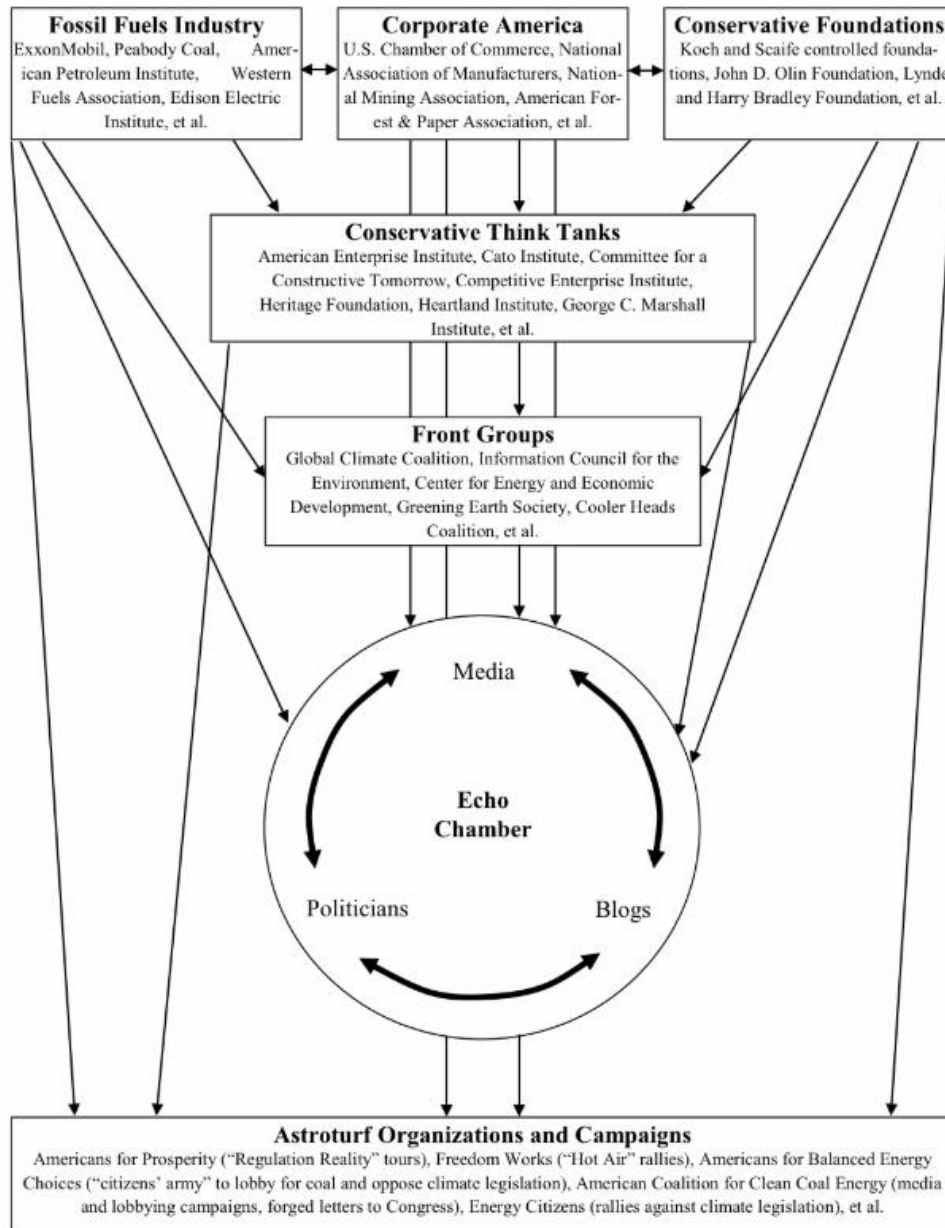 Fossil Fuels Industry
ExxonMobil, Peabody Coal, Amer-
ican Petroleum Institute, Western
Fuels Association, Edison Electric
Institute, et al.
Corporate America
U.S. Chamber of Commerce, National
Association of Manufacturers, Nation-
al Mining Association, American For-
est & Paper Association, et al.
Conservative Foundations
Koch and Scaife controlled founda-
tions, John D. Olin Foundation, Lynde
and Harry Bradley Foundation, et al.
Conservative Think Tanks
American Enterprise Institute, Cato Institute, Committee for a
Constructive Tomorrow, Competitive Enterprise Institute,
Heritage Foundation, Heartland Institute, George C. Marshall
Institute, et al.
Front Groups
Global Climate Coalition, Information Council for the
Environment, Center for Energy and Economic
Development, Greening Earth Society, Cooler Heads
Coalition, et al.
Media
Echo
Chamber
Politicians
Blogs
Astroturf Organizations and Campaigns
Americans for Prosperity (“Regulation Reality” tours), Freedom Works (“Hot Air” rallies), Americans for Balanced Energy
Choices (“citizens’ army” to lobby for coal and oppose climate legislation), American Coalition for Clean Coal Energy (media
and lobbying campaigns, forged letters to Congress), Energy Citizens (rallies against climate legislation), et al.